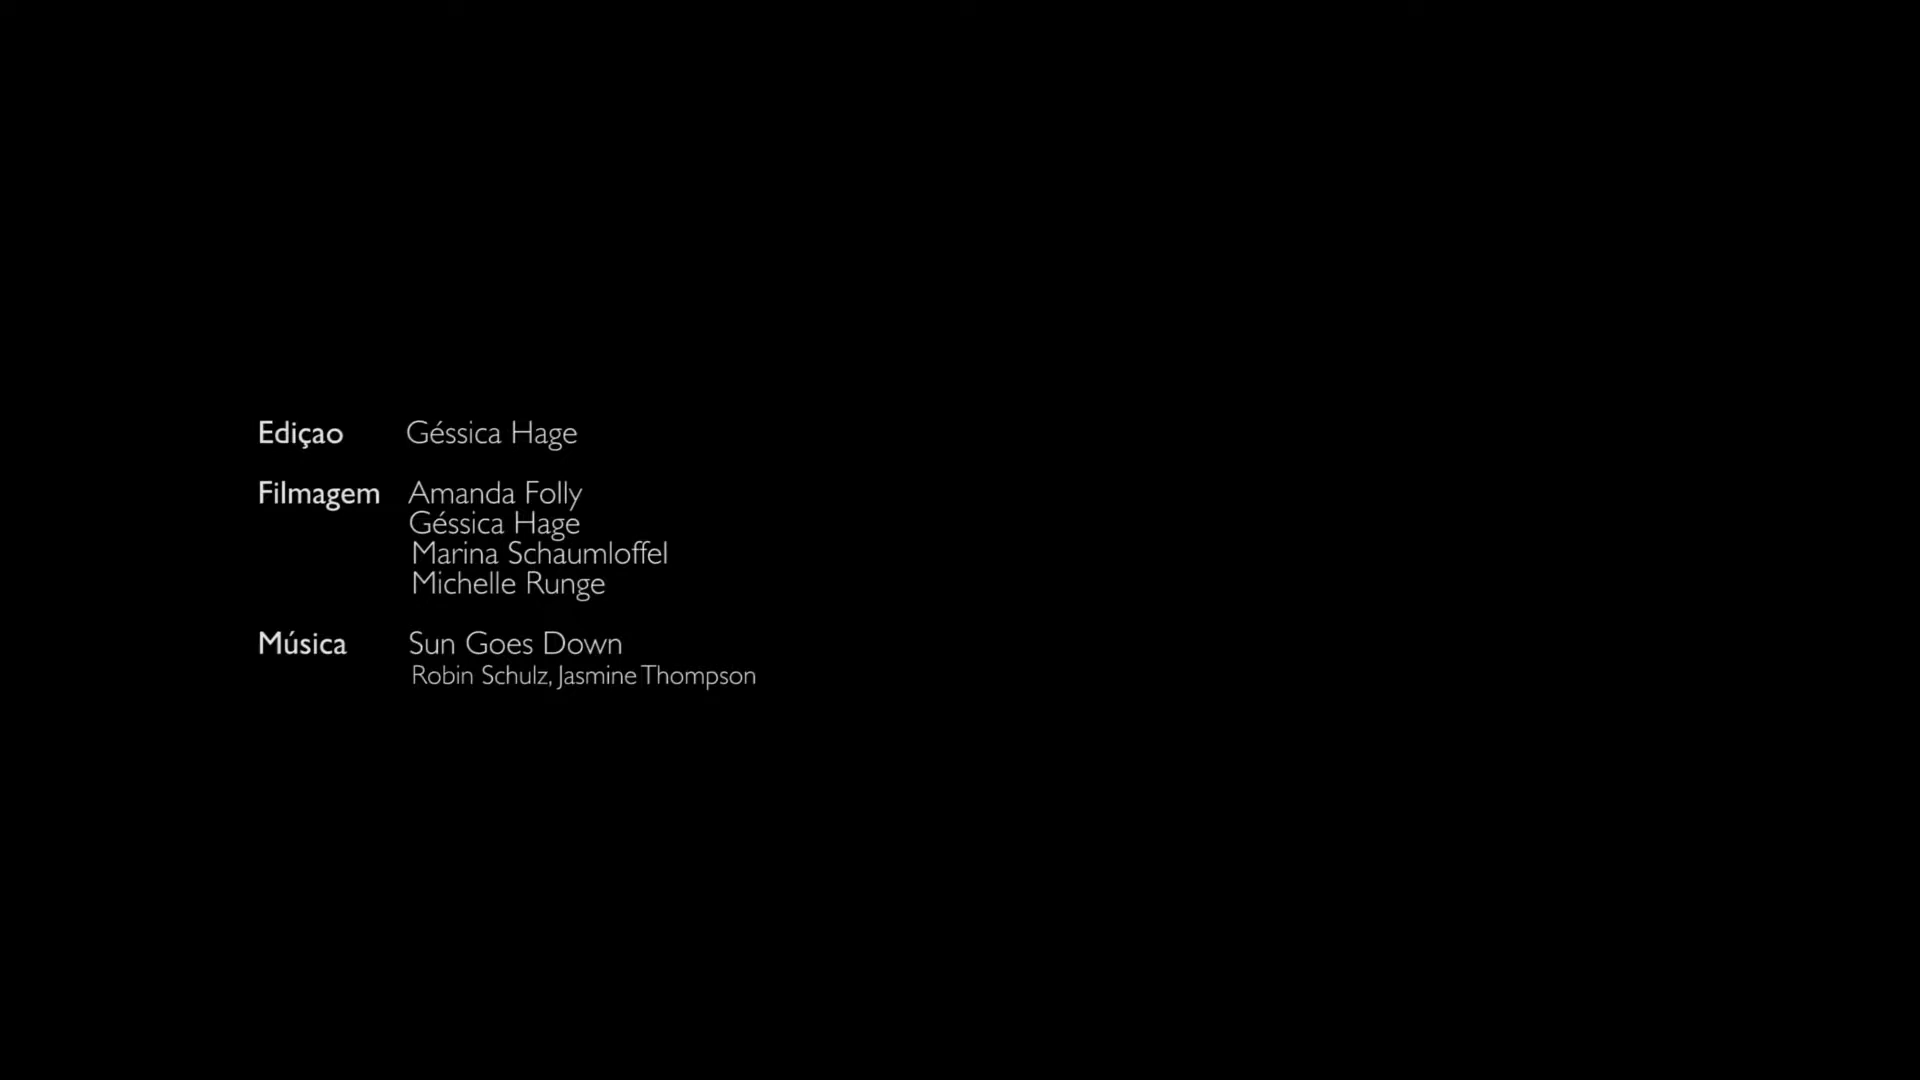 Ediçao Géssica Hage
Filmagem Amanda Folly
Géssica Hage
Marina Schaumloffel
Michelle Runge
Música Sun Goes Down
Robin Schulz, Jasmine Thompson